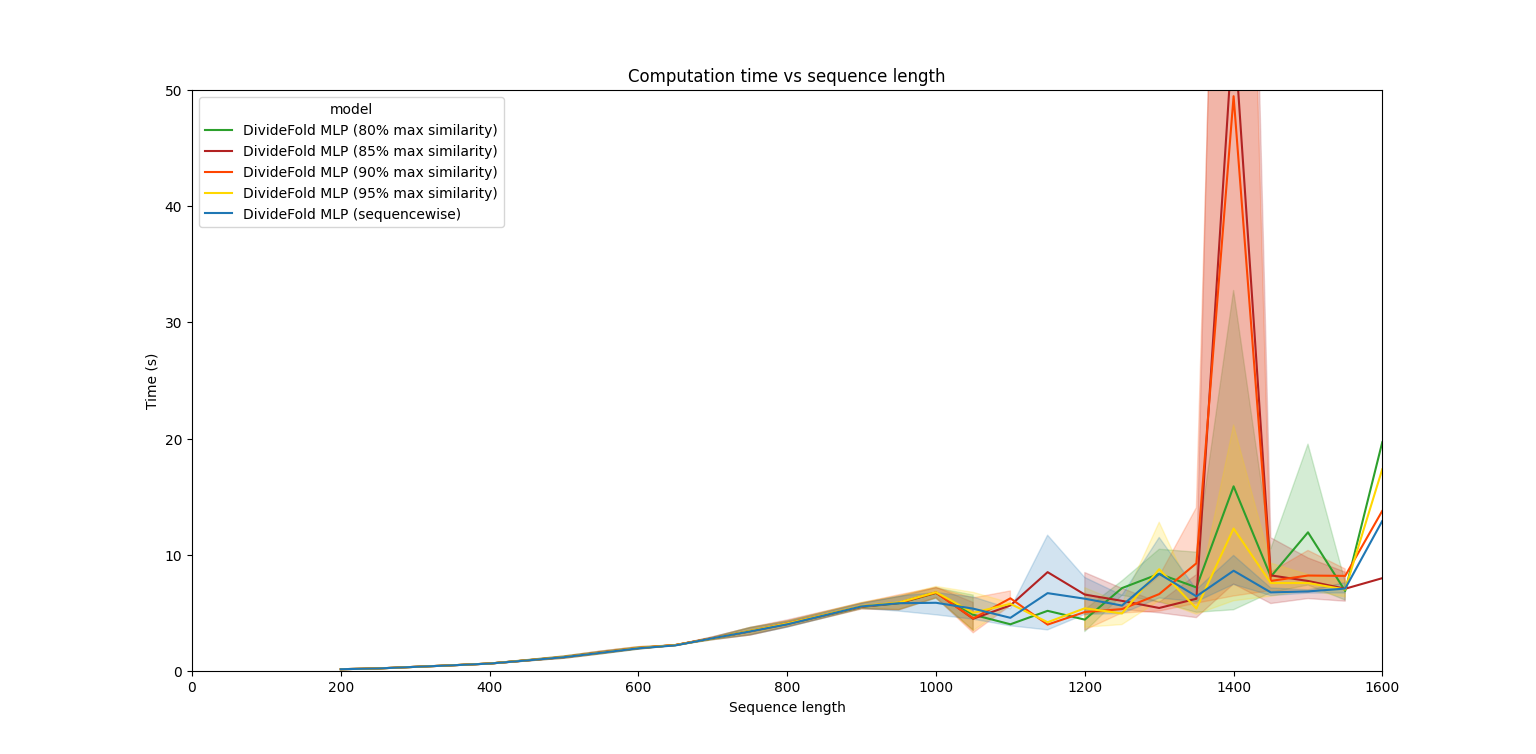 Computation time vs sequence length
model
DivideFold MLP (80% max similarity)
DivideFold MLP (85% max similarity)
DivideFold MLP (90% max similarity)
DivideFold MLP (95% max similarity)
DivideFold MLP (sequencewise)
50
40
30
20
10
0
Time (s)
0 200 400 600 800 1000 1200 1400 1600
Sequence length